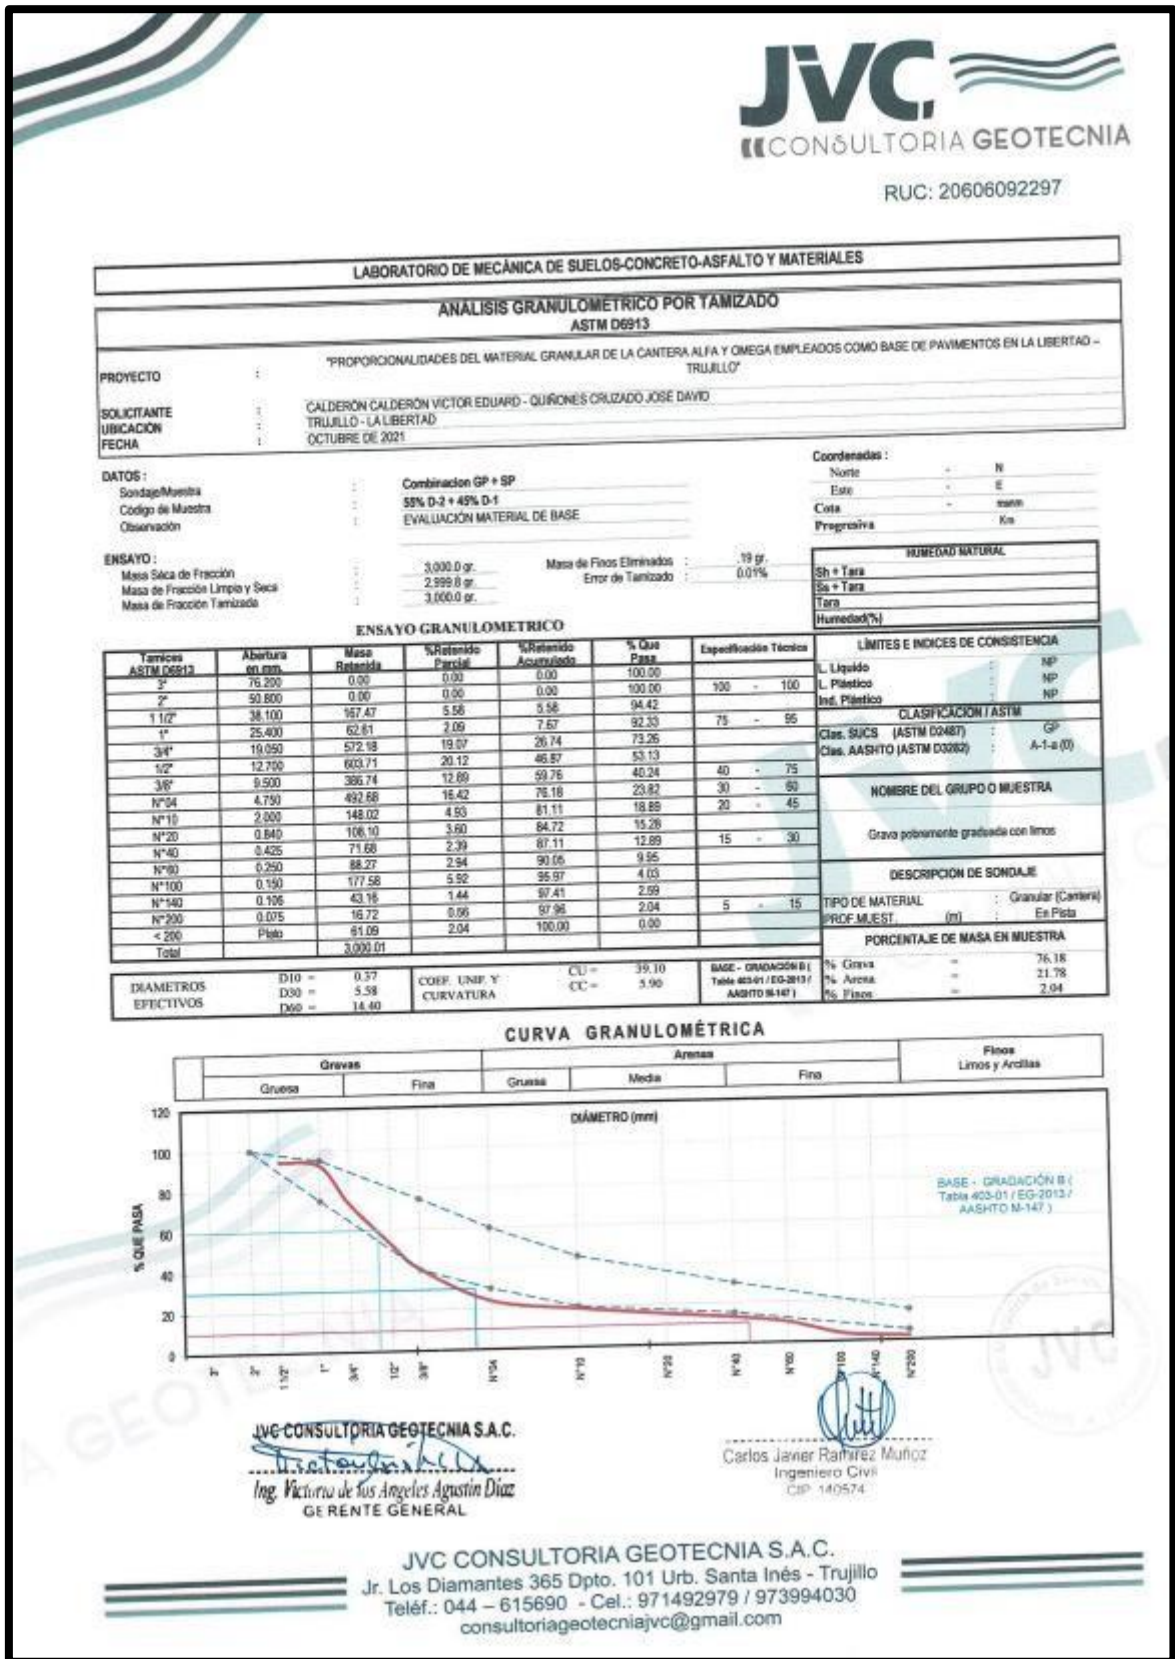 JVC
CONSULTORIA GEOTECNIA
RUC: 20606092297
LABORATORIO DE MECÂNICA DE SUELOS-CONCRETO-ASFALTO Y MATERIALES
ANÁLISIS GRANULOMÉTRICO POR TAMIZADO
ASTM D6913
PROYECTO : "PROPORCIONALIDADES DEL MATERIAL GRANULAR DE LA CANTERA ALFA Y OMEGA EMPLEADOS COMO BASE DE PAVIMENTOS EN LA LIBERTAD –
TRUJILLO"
SOLICITANTE : CALDERÓN CALDERÓN VICTOR EDUARD - QUIÑONES CRUZADO JOSÉ DAVID
UBICACIÓN : TRUJILLO - LA LIBERTAD
FECHA : OCTUBRE DE 2021
DATOS :
Sondaje/Muestra : Combinacion GP + SP
Código de Muestra : 55% D-2 + 45% D-1
Observación : EVALUACIÓN MATERIAL DE BASE
Coordenadas :
Norte - N
Este - E
Cota - msnm
Progresiva Km
ENSAYO :
Masa Seca de Fracción : 3,000.0 gr.
Masa de Fracción Limpia y Seca : 2,999.8 gr.
Masa de Fracción Tamizada : 3,000.0 gr.
Masa de Finos Eliminados : .19 gr.
Error de Tamizado : 0.01%
HUMEDAD NATURAL
Sh + Tara
Ss + Tara
Tara
Humedad(%)
ENSAYO GRANULOMETRICO
Tamices ASTM D6913 Abertura en mm. Masa Retenida %Retenido Parcial %Retenido Acumulado % Que Pasa Especificación Técnica
3" 76.200 0.00 0.00 0.00 100.00
2" 50.800 0.00 0.00 0.00 100.00 100 - 100
1 1/2" 38.100 167.47 5.58 5.58 94.42
1" 25.400 62.61 2.09 7.67 92.33 75 - 95
3/4" 19.050 572.18 19.07 26.74 73.26
1/2" 12.700 603.71 20.12 46.87 53.13
3/8" 9.500 386.74 12.89 59.76 40.24 40 - 75
N°04 4.750 492.68 16.42 76.18 23.82 30 - 60
N°10 2.000 148.02 4.93 81.11 18.89 20 - 45
N°20 0.840 108.10 3.60 84.72 15.28
N°40 0.425 71.68 2.39 87.11 12.89 15 - 30
N°60 0.250 88.27 2.94 90.05 9.95
N°100 0.150 177.58 5.92 95.97 4.03
N°140 0.106 43.16 1.44 97.41 2.59
N°200 0.075 16.72 0.56 97.96 2.04 5 - 15
< 200 Plato 61.09 2.04 100.00 0.00
Total 3,000.01
LÍMITES E INDICES DE CONSISTENCIA
L. Líquido : NP
L. Plástico : NP
Ind. Plástico : NP
CLASIFICACIÓN / ASTM
Clas. SUCS (ASTM D2487) : GP
Clas. AASHTO (ASTM D3282) : A-1-a (0)
NOMBRE DEL GRUPO O MUESTRA
Grava pobremente graduada con limos
DESCRIPCIÓN DE SONDAJE
TIPO DE MATERIAL : Granular (Cantera)
PROF.MUEST. (m) : En Pista
PORCENTAJE DE MASA EN MUESTRA
% Grava = 76.18
% Arena = 21.78
% Finos = 2.04
DIAMETROS EFECTIVOS
D10 = 0.37
D30 = 5.58
D60 = 14.40
COEF. UNIF. Y CURVATURA
CU = 39.10
CC = 5.90
BASE - GRADACIÓN B ( Tabla 403-01 / EG-2013 / AASHTO M-147 )
CURVA GRANULOMÉTRICA
Gravas Arenas Finos
Limos y Arcillas
Gruesa Fina Gruesa Media Fina
DIÁMETRO (mm)
% QUE PASA
120
100
80
60
40
20
0
BASE - GRADACIÓN B (
Tabla 403-01 / EG-2013 /
AASHTO M-147 )
3" 2" 1 1/2" 1" 3/4" 1/2" 3/8" N°04 N°10 N°20 N°40 N°60 N°100 N°140 N°200
JVC CONSULTORIA GEOTECNIA S.A.C.
Ing. Victoria de los Angeles Agustín Díaz
GERENTE GENERAL
Carlos Javier Ramírez Muñoz
Ingeniero Civil
CIP 140574
JVC CONSULTORIA GEOTECNIA S.A.C.
Jr. Los Diamantes 365 Dpto. 101 Urb. Santa Inés - Trujillo
Teléf.: 044 – 615690 - Cel.: 971492979 / 973994030
consultoriageotecniajvc@gmail.com